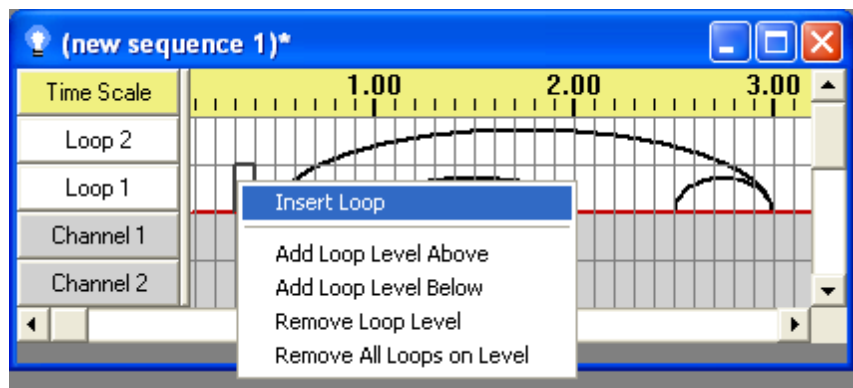 (new sequence 1)*
Time Scale 1.00 2.00 3.00
Loop 2
Loop 1
Insert Loop
Channel 1
Add Loop Level Above
Channel 2
Add Loop Level Below
Remove Loop Level
Remove All Loops on Level